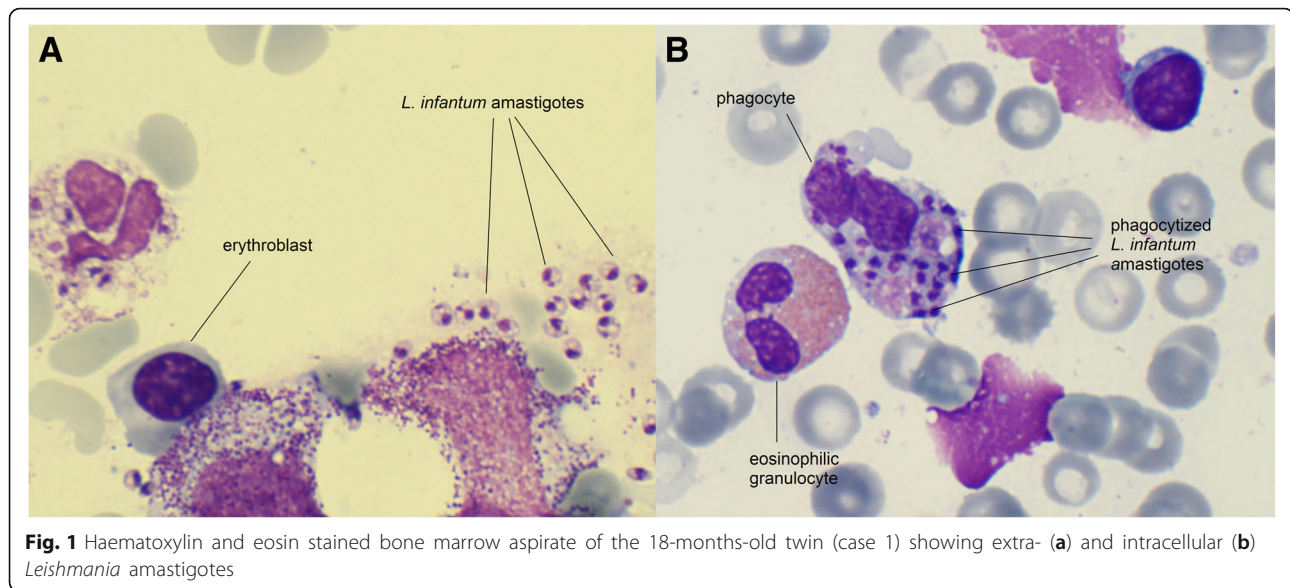 A
L. infantum amastigotes
erythroblast
B
phagocyte
phagocytized
L. infantum
amastigotes
eosinophilic
granulocyte
Fig. 1 Haematoxylin and eosin stained bone marrow aspirate of the 18-months-old twin (case 1) showing extra- (a) and intracellular (b)
Leishmania amastigotes